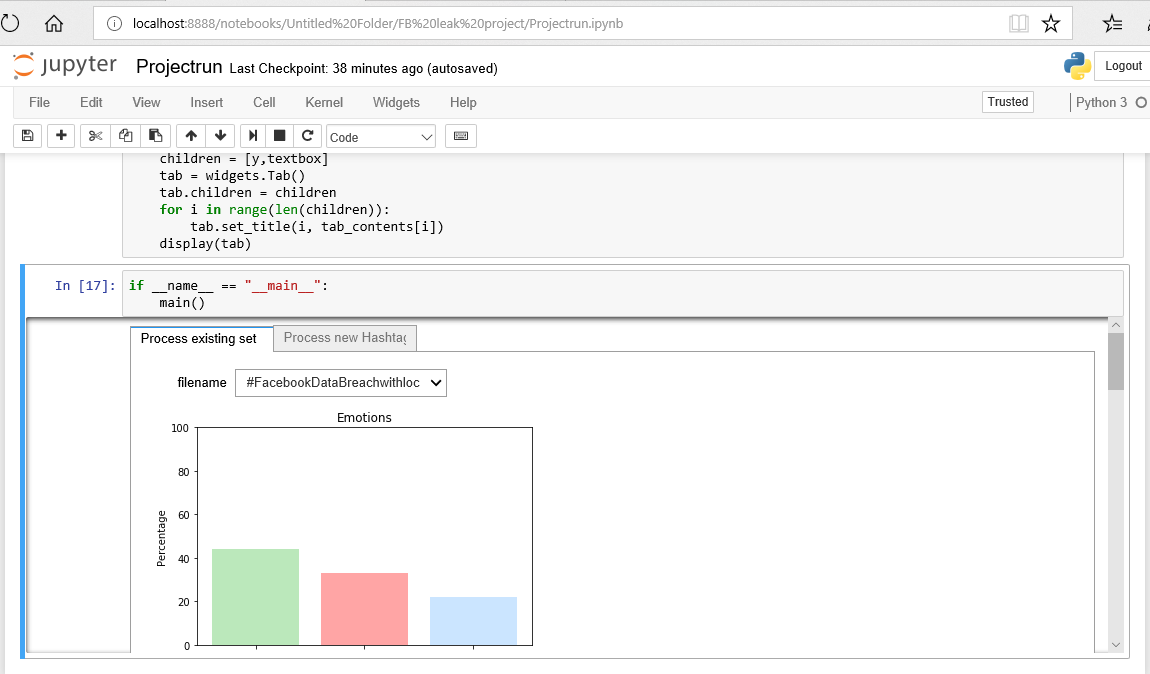 localhost:8888/notebooks/Untitled%20Folder/FB%20leak%20project/Projectrun.ipynb
jupyter Projectrun Last Checkpoint: 38 minutes ago (autosaved) Logout
File Edit View Insert Cell Kernel Widgets Help Trusted Python 3
Code
children = [y,textbox]
tab = widgets.Tab()
tab.children = children
for i in range(len(children)):
tab.set_title(i, tab_contents[i])
display(tab)
In [17]: if __name__ == "__main__":
main()
Process existing set Process new Hashtag
filename #FacebookDataBreachwithloc
Emotions
100
80
60
40
20
0
Percentage